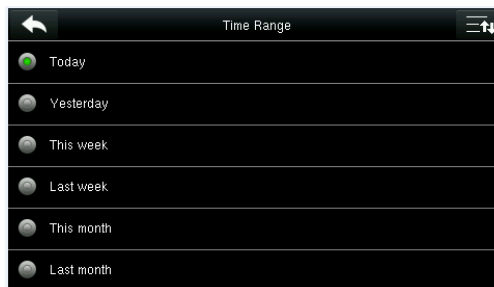 Time Range
Today
Yesterday
This week
Last week
This month
Last month